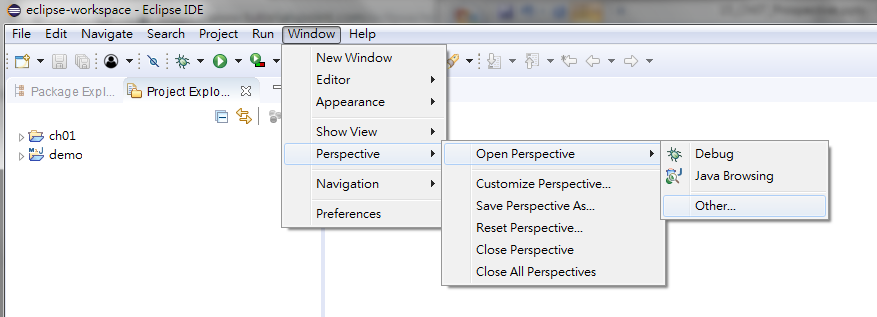 eclipse-workspace - Eclipse IDE
File Edit Navigate Search Project Run Window Help
Package Expl...
Project Explo...
ch01
demo
New Window
Editor
Appearance
Show View
Perspective
Navigation
Preferences
Open Perspective
Customize Perspective...
Save Perspective As...
Reset Perspective...
Close Perspective
Close All Perspectives
Debug
Java Browsing
Other...